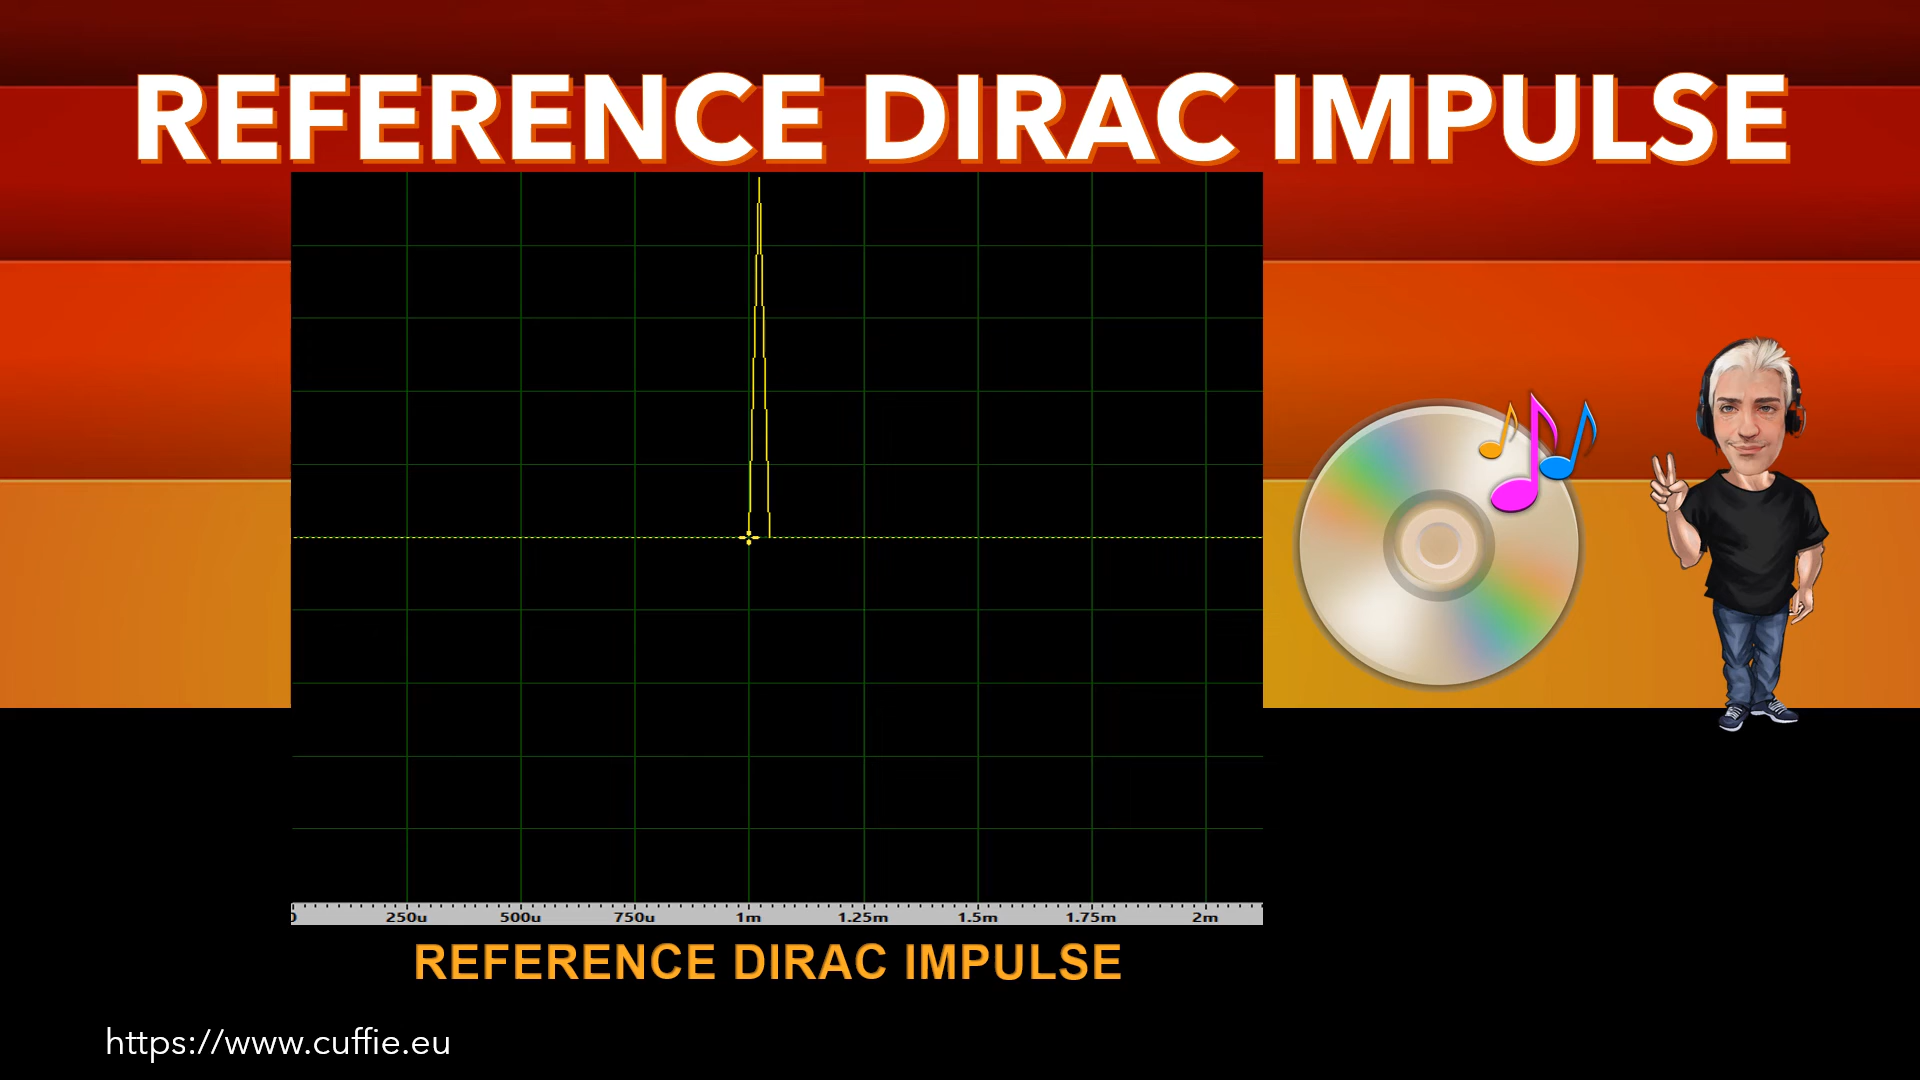 REFERENCE DIRAC IMPULSE
0 250u 500u 750u 1m 1.25m 1.5m 1.75m 2m
REFERENCE DIRAC IMPULSE
https://www.cuffie.eu